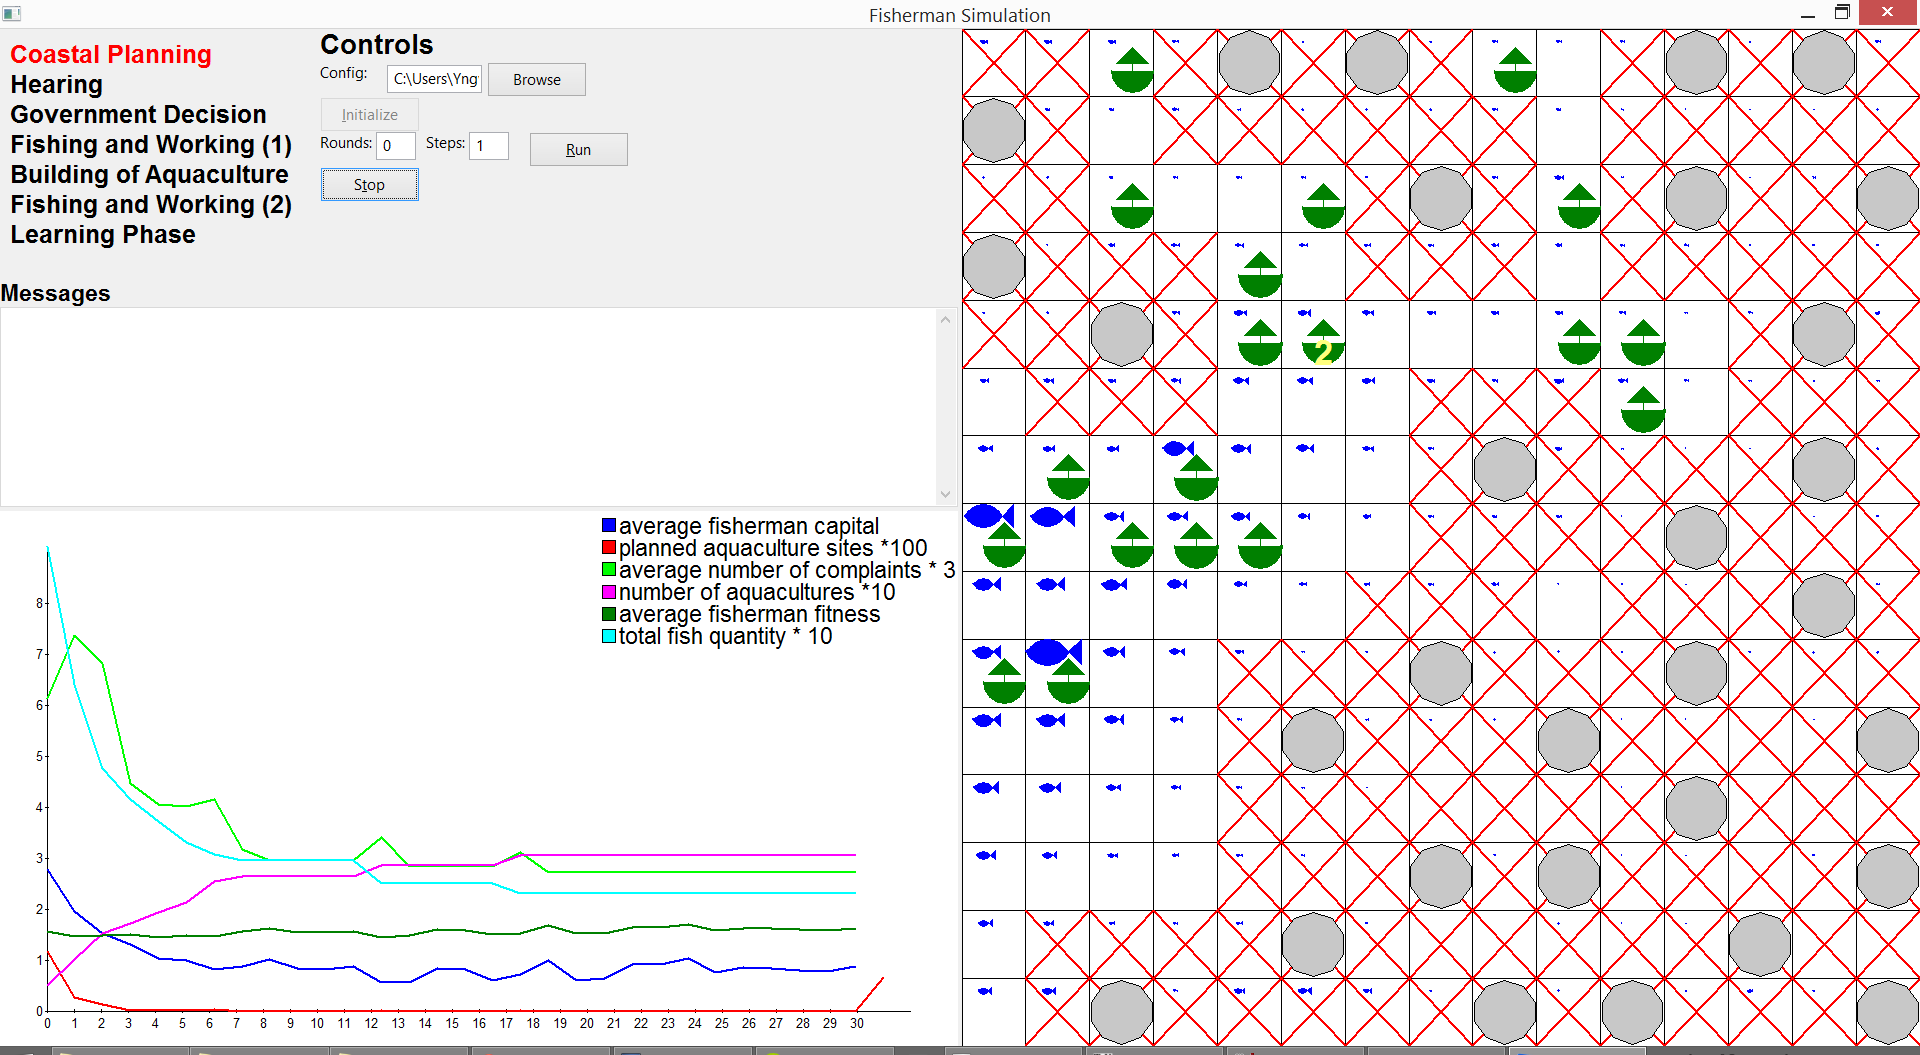 Fisherman Simulation
Coastal Planning
Hearing
Government Decision
Fishing and Working (1)
Building of Aquaculture
Fishing and Working (2)
Learning Phase
Controls
Config: C:\Users\Yng Browse
Initialize
Rounds: 0 Steps: 1 Run
Stop
Messages
average fisherman capital
planned aquaculture sites *100
average number of complaints * 3
number of aquacultures *10
average fisherman fitness
total fish quantity * 10
8
7
6
5
4
3
2
1
0
0 1 2 3 4 5 6 7 8 9 10 11 12 13 14 15 16 17 18 19 20 21 22 23 24 25 26 27 28 29 30
2